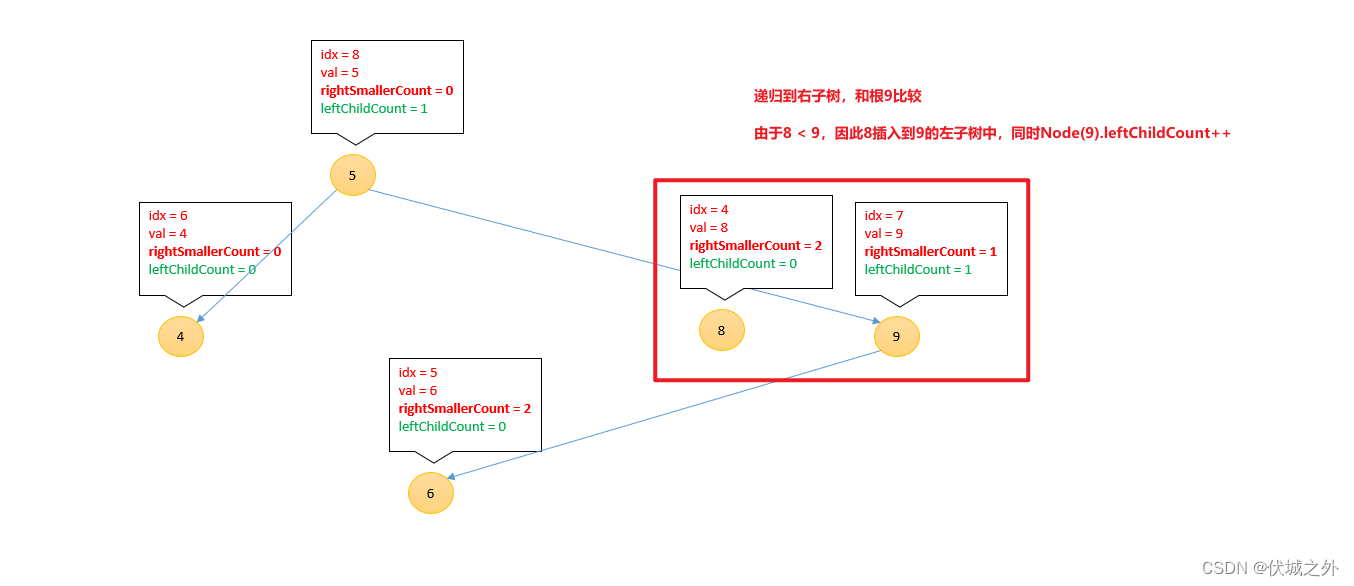 idx = 8
val = 5
rightSmallerCount = 0
leftChildCount = 1
递归到右子树，和根9比较
由于8 < 9，因此8插入到9的左子树中，同时Node(9).leftChildCount++
5
idx = 6
val = 4
rightSmallerCount = 0
leftChildCount = 0
idx = 4
val = 8
rightSmallerCount = 2
leftChildCount = 0
idx = 7
val = 9
rightSmallerCount = 1
leftChildCount = 1
4
8
9
idx = 5
val = 6
rightSmallerCount = 2
leftChildCount = 0
6
CSDN @伏城之外